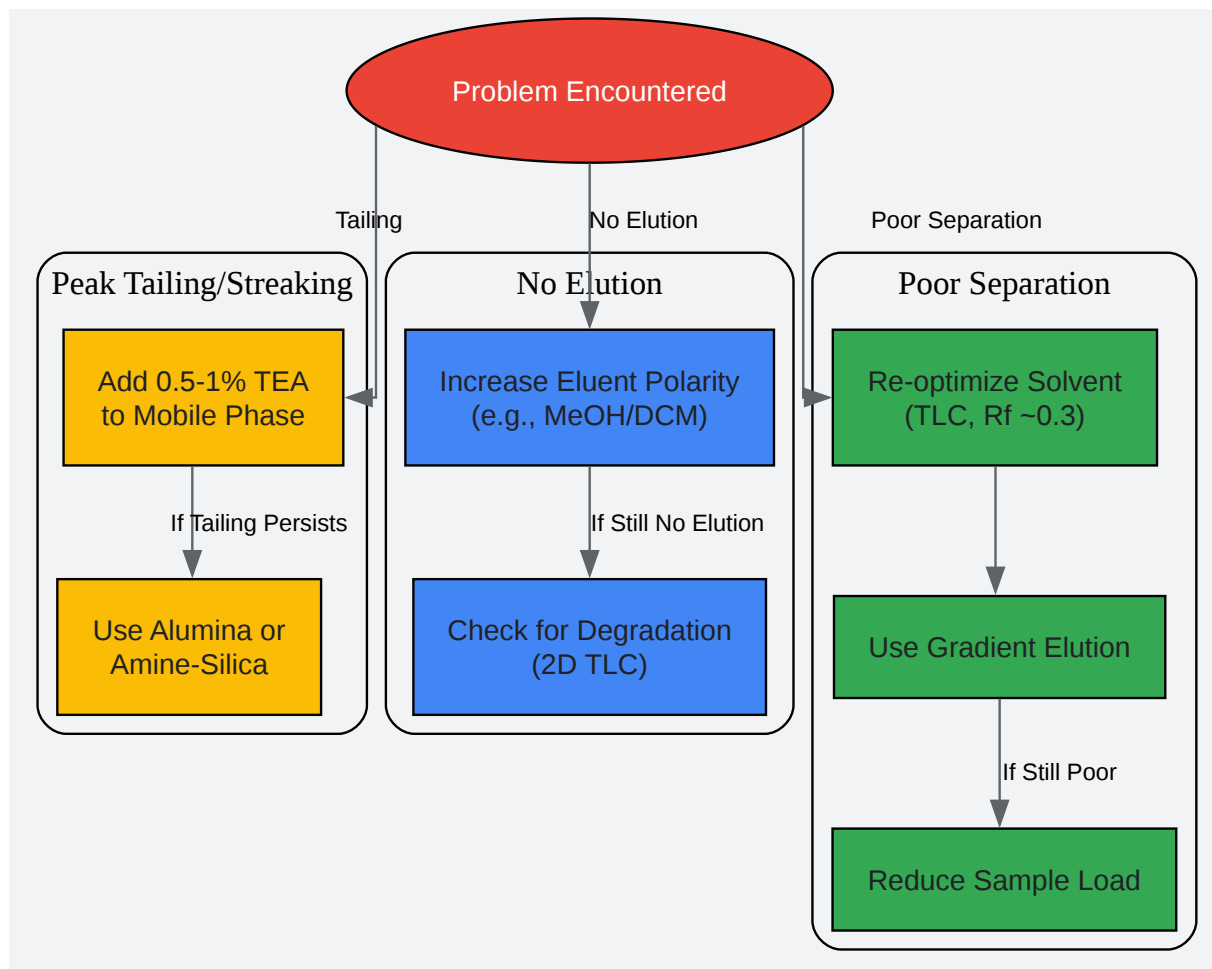 Problem Encountered
Tailing
No Elution
Poor Separation
Peak Tailing/Streaking
Add 0.5-1% TEA
to Mobile Phase
If Tailing Persists
Use Alumina or
Amine-Silica
No Elution
Increase Eluent Polarity
(e.g., MeOH/DCM)
If Still No Elution
Check for Degradation
(2D TLC)
Poor Separation
Re-optimize Solvent
(TLC, Rf ~0.3)
Use Gradient Elution
If Still Poor
Reduce Sample Load